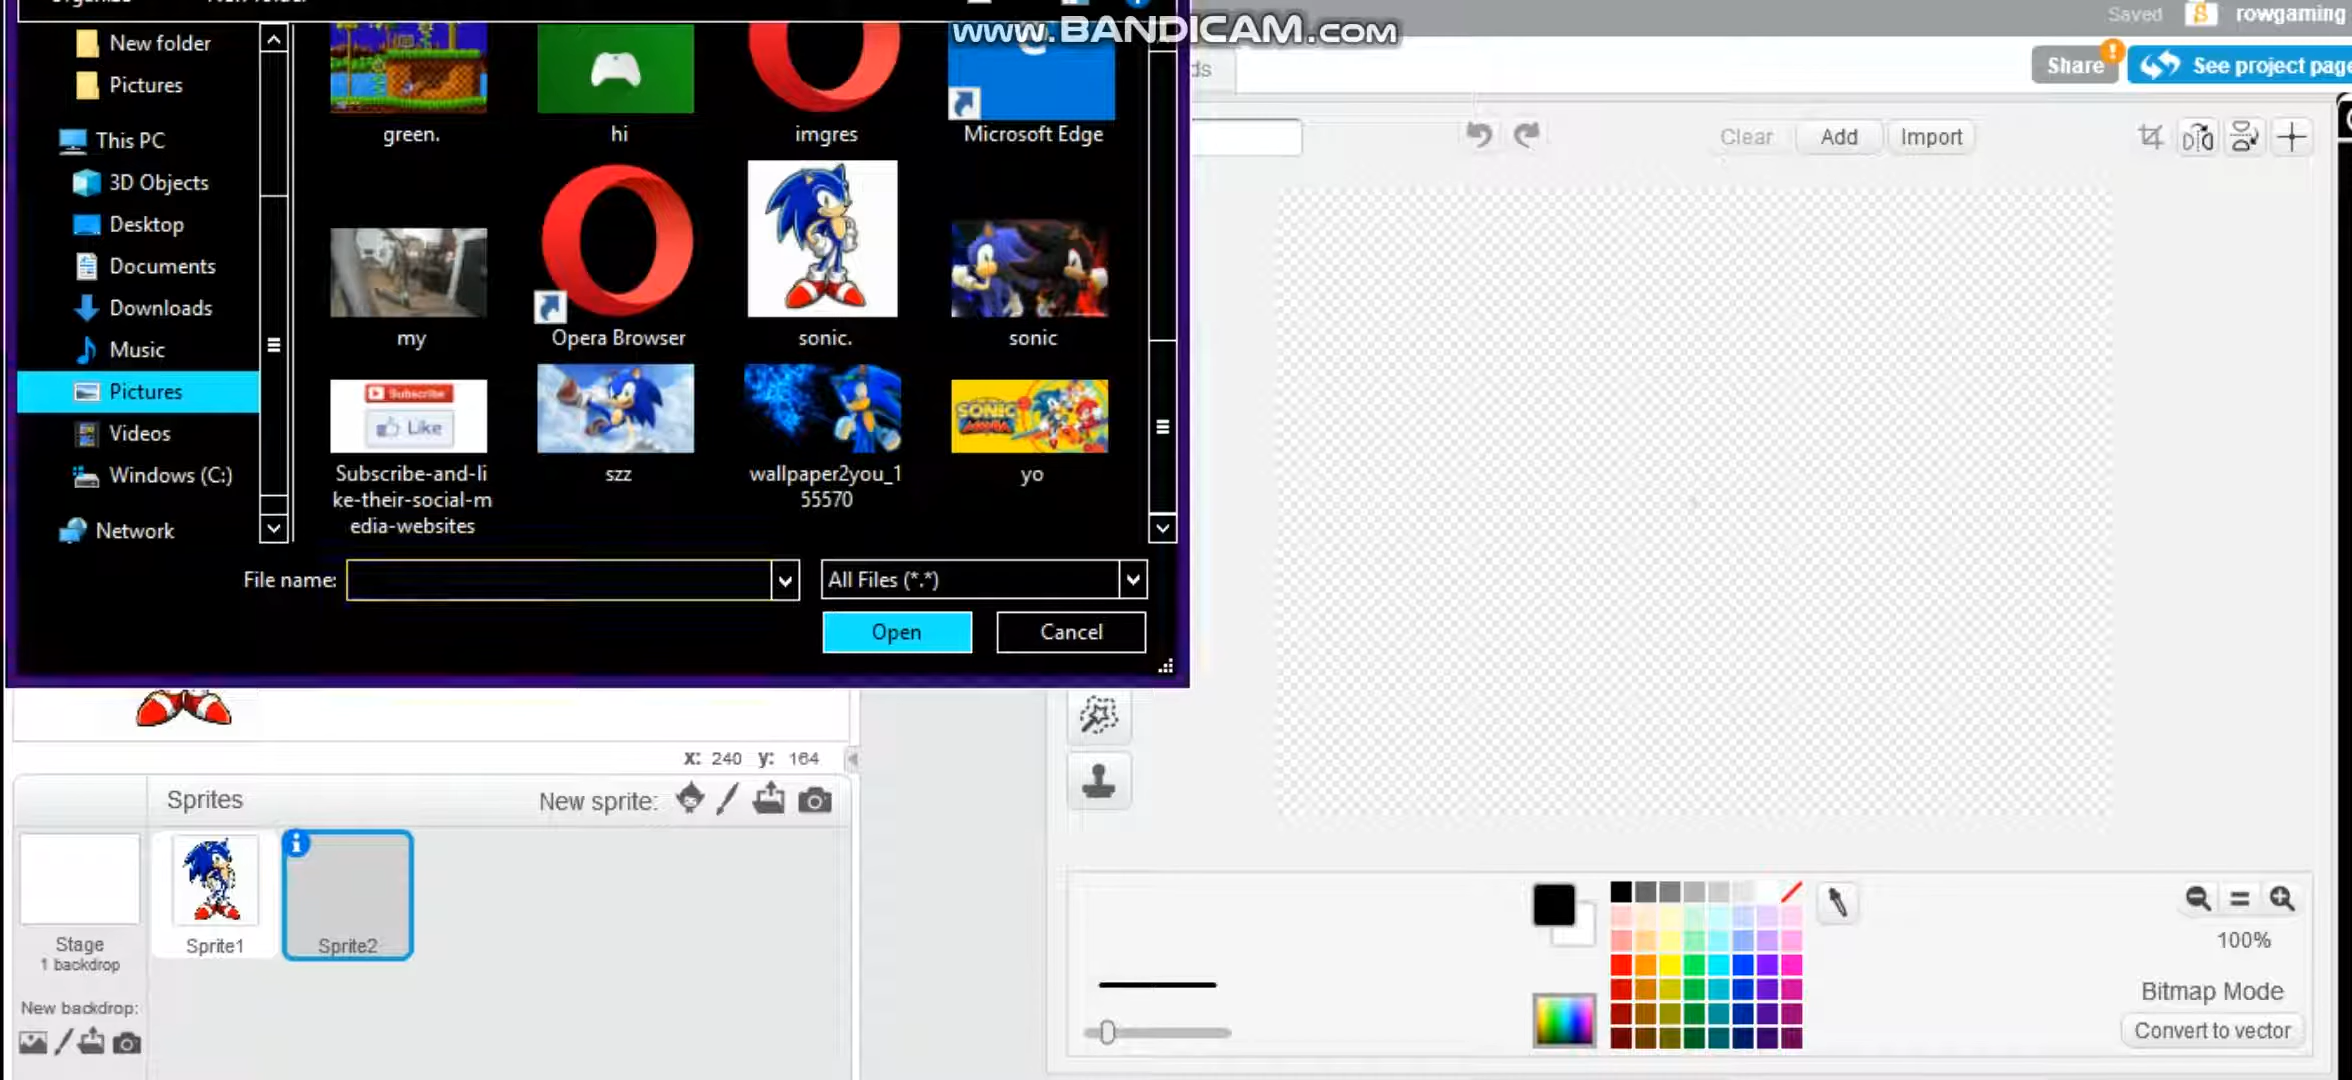 WWW.BANDICAM.COM
Saved
rowgaming
Share
See project page
New folder
Pictures
This PC
3D Objects
Desktop
Documents
Downloads
Music
Pictures
Videos
Windows (C:)
Network
green.
hi
imgres
Microsoft Edge
my
Opera Browser
sonic.
sonic
Subscribe
Like
SONIC
MANIA
Subscribe-and-li
ke-their-social-m
edia-websites
szz
wallpaper2you_1
55570
yo
File name:
All Files (*.*)
Open
Cancel
ds
Clear
Add
Import
x: 240 y: 164
Sprites
New sprite:
Stage
1 backdrop
Sprite1
Sprite2
New backdrop:
100%
Bitmap Mode
Convert to vector